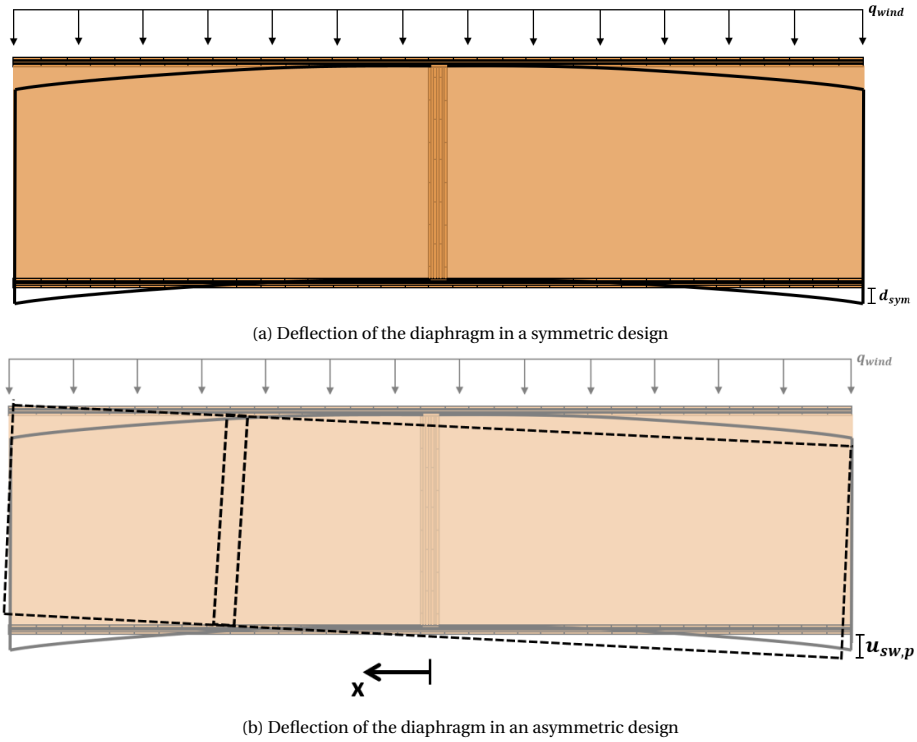 q_wind
d_sym
(a) Deflection of the diaphragm in a symmetric design
q_wind
u_sw,p
x
(b) Deflection of the diaphragm in an asymmetric design